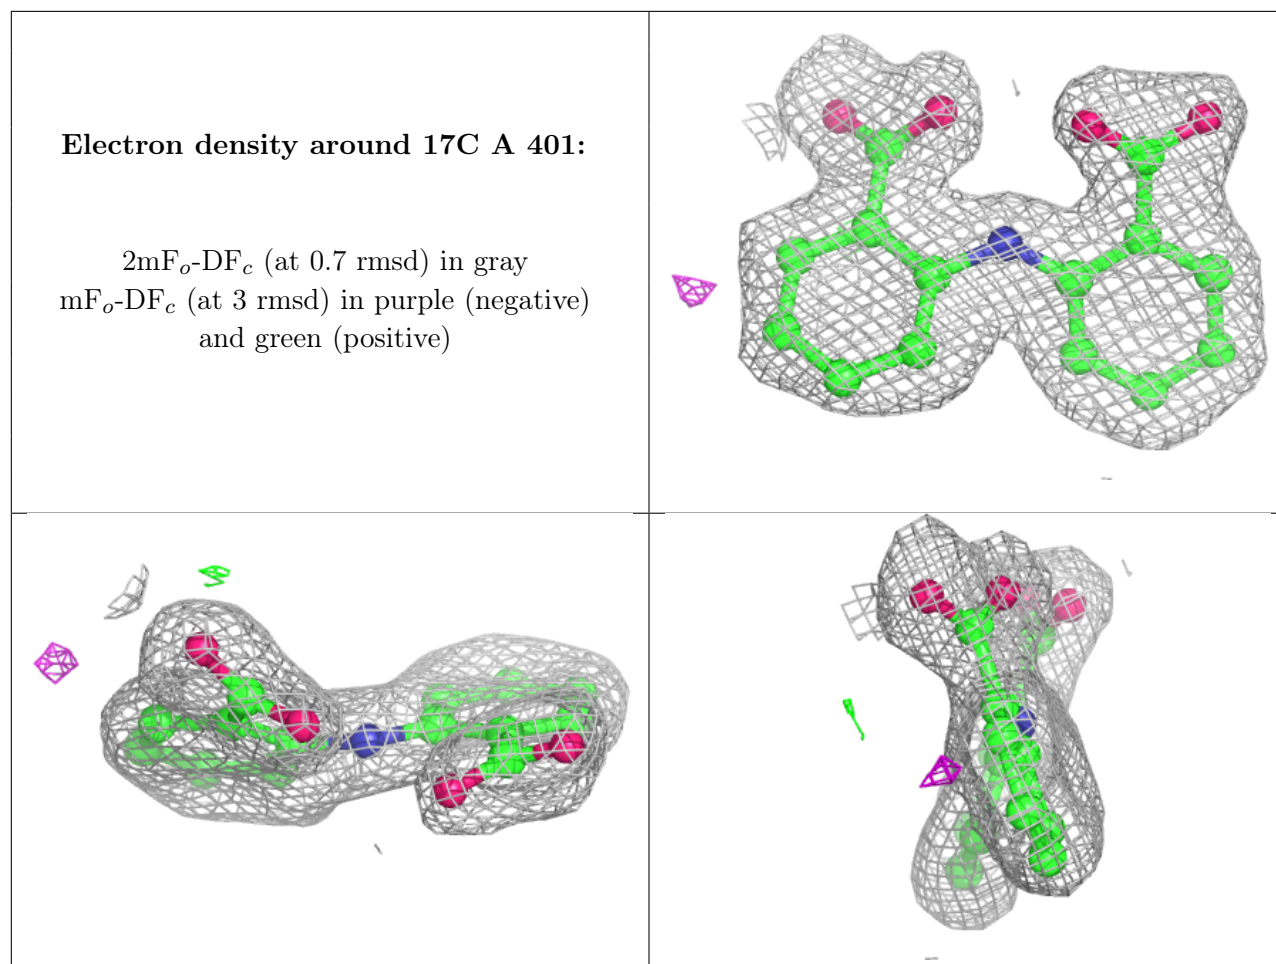 Electron density around 17C A 401:
2mFo-DFc (at 0.7 rmsd) in gray
mFo-DFc (at 3 rmsd) in purple (negative)
and green (positive)